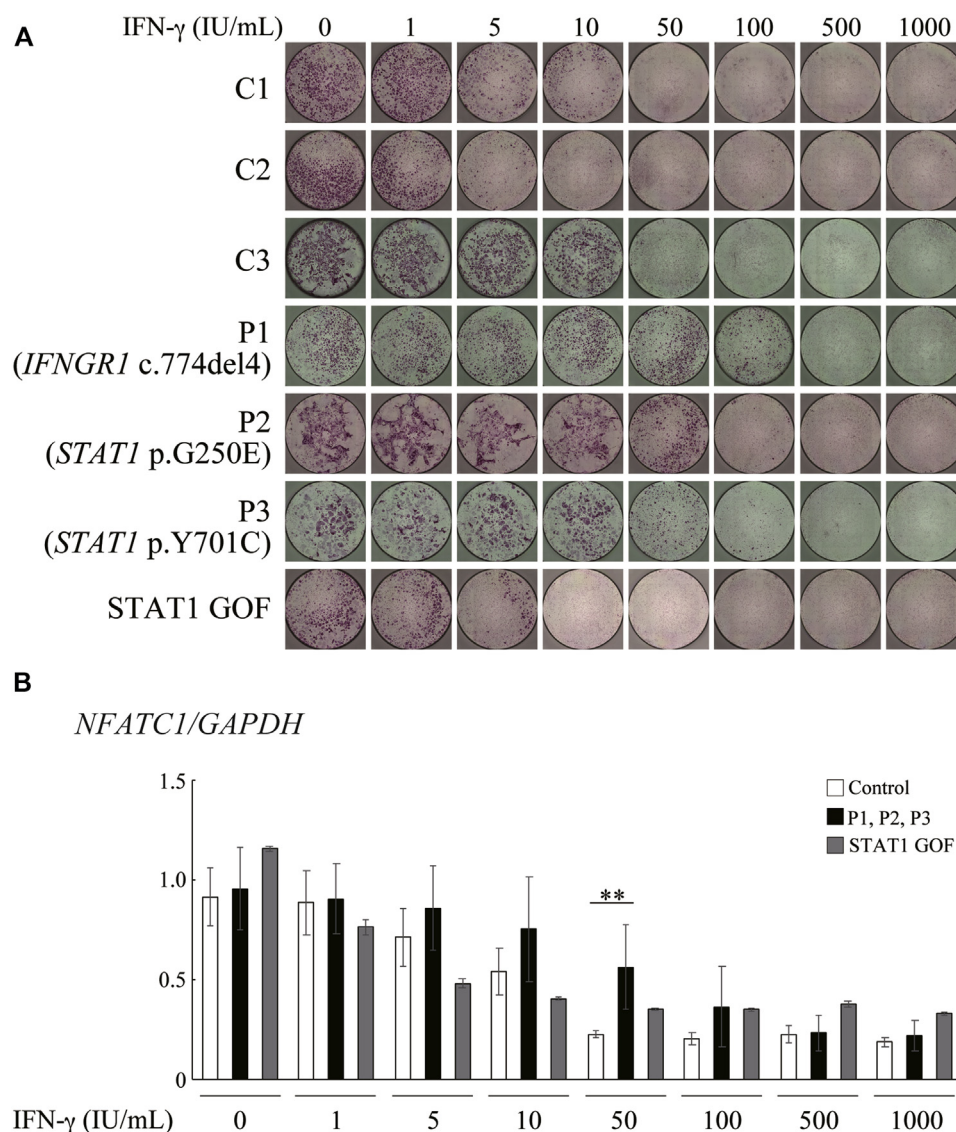 A
IFN-γ (IU/mL) 0 1 5 10 50 100 500 1000
C1
C2
C3
P1
(IFNGR1 c.774del4)
P2
(STAT1 p.G250E)
P3
(STAT1 p.Y701C)
STAT1 GOF
B
NFATC1/GAPDH
1.5
1.0
0.5
0
Control
P1, P2, P3
STAT1 GOF
**
IFN-γ (IU/mL) 0 1 5 10 50 100 500 1000